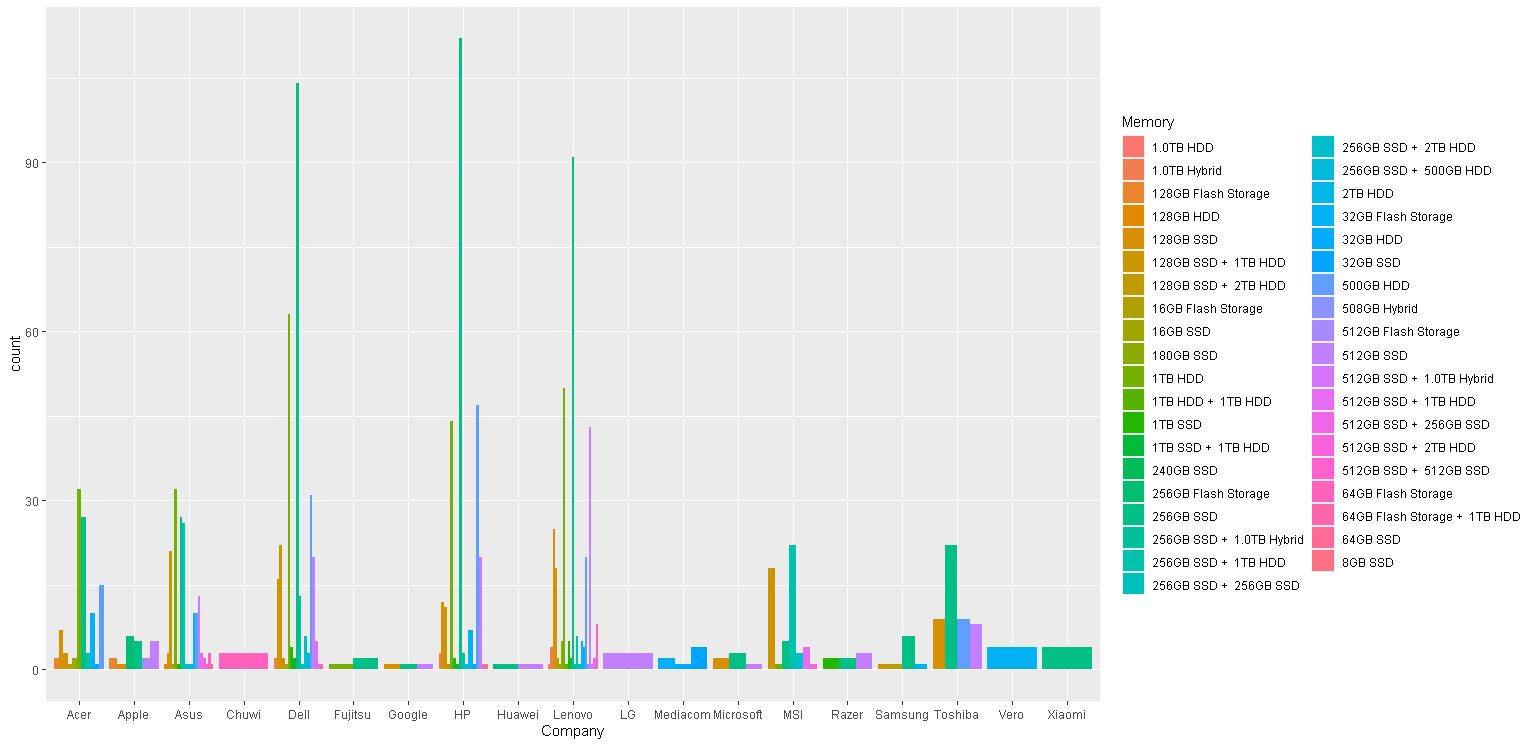 90
60
30
0
count
Acer
Apple
Asus
Chuwi
Dell
Fujitsu
Google
HP
Huawei
Lenovo
LG
Mediacom
Microsoft
MSI
Razer
Samsung
Toshiba
Vero
Xiaomi
Company
Memory
1.0TB HDD
1.0TB Hybrid
128GB Flash Storage
128GB HDD
128GB SSD
128GB SSD + 1TB HDD
128GB SSD + 2TB HDD
16GB Flash Storage
16GB SSD
180GB SSD
1TB HDD
1TB HDD + 1TB HDD
1TB SSD
1TB SSD + 1TB HDD
240GB SSD
256GB Flash Storage
256GB SSD
256GB SSD + 1.0TB Hybrid
256GB SSD + 1TB HDD
256GB SSD + 256GB SSD
256GB SSD + 2TB HDD
256GB SSD + 500GB HDD
2TB HDD
32GB Flash Storage
32GB HDD
32GB SSD
500GB HDD
508GB Hybrid
512GB Flash Storage
512GB SSD
512GB SSD + 1.0TB Hybrid
512GB SSD + 1TB HDD
512GB SSD + 256GB SSD
512GB SSD + 2TB HDD
512GB SSD + 512GB SSD
64GB Flash Storage
64GB Flash Storage + 1TB HDD
64GB SSD
8GB SSD